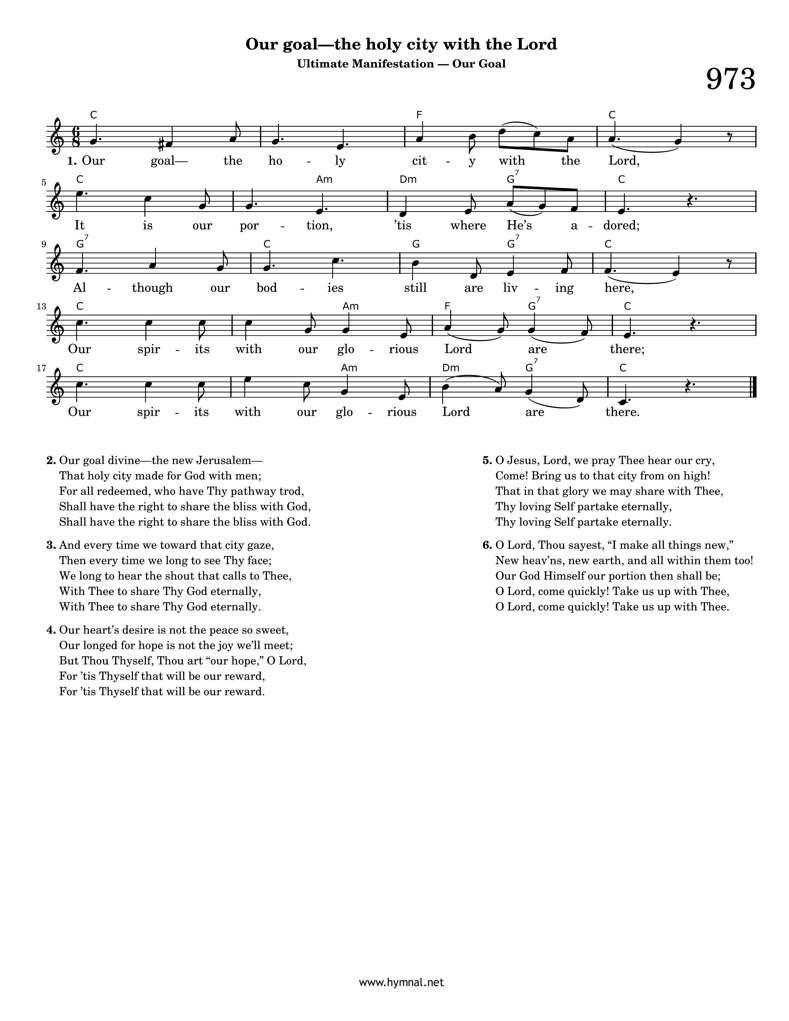 Our goal—the holy city with the Lord
Ultimate Manifestation — Our Goal
973
C F C
6 8
1. Our goal— the ho - ly cit - y with the Lord,
5 C Am Dm G7 C
It is our por - tion, ’tis where He’s a - dored;
9 G7 C G G7 C
Al - though our bod - ies still are liv - ing here,
13 C Am F G7 C
Our spir - its with our glo - rious Lord are there;
17 C Am Dm G7 C
Our spir - its with our glo - rious Lord are there.
2. Our goal divine—the new Jerusalem—
That holy city made for God with men;
For all redeemed, who have Thy pathway trod,
Shall have the right to share the bliss with God,
Shall have the right to share the bliss with God.
3. And every time we toward that city gaze,
Then every time we long to see Thy face;
We long to hear the shout that calls to Thee,
With Thee to share Thy God eternally,
With Thee to share Thy God eternally.
4. Our heart’s desire is not the peace so sweet,
Our longed for hope is not the joy we’ll meet;
But Thou Thyself, Thou art “our hope,” O Lord,
For ’tis Thyself that will be our reward,
For ’tis Thyself that will be our reward.
5. O Jesus, Lord, we pray Thee hear our cry,
Come! Bring us to that city from on high!
That in that glory we may share with Thee,
Thy loving Self partake eternally,
Thy loving Self partake eternally.
6. O Lord, Thou sayest, “I make all things new,”
New heav’ns, new earth, and all within them too!
Our God Himself our portion then shall be;
O Lord, come quickly! Take us up with Thee,
O Lord, come quickly! Take us up with Thee.
www.hymnal.net